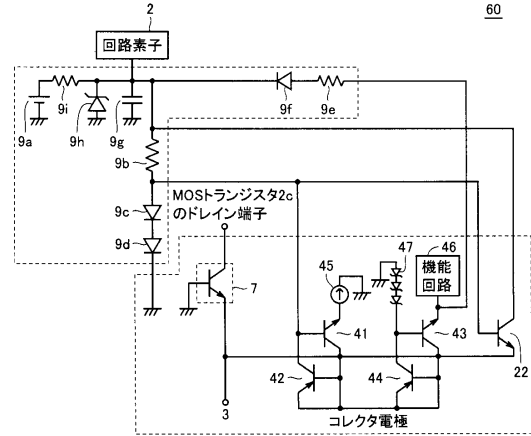 60
2
回路素子
9i
9a
9h
9g
9f
9e
9b
9c
9d
MOSトランジスタ2c
のドレイン端子
7
45
47
46
機能
回路
41
43
22
42
44
3
コレクタ電極